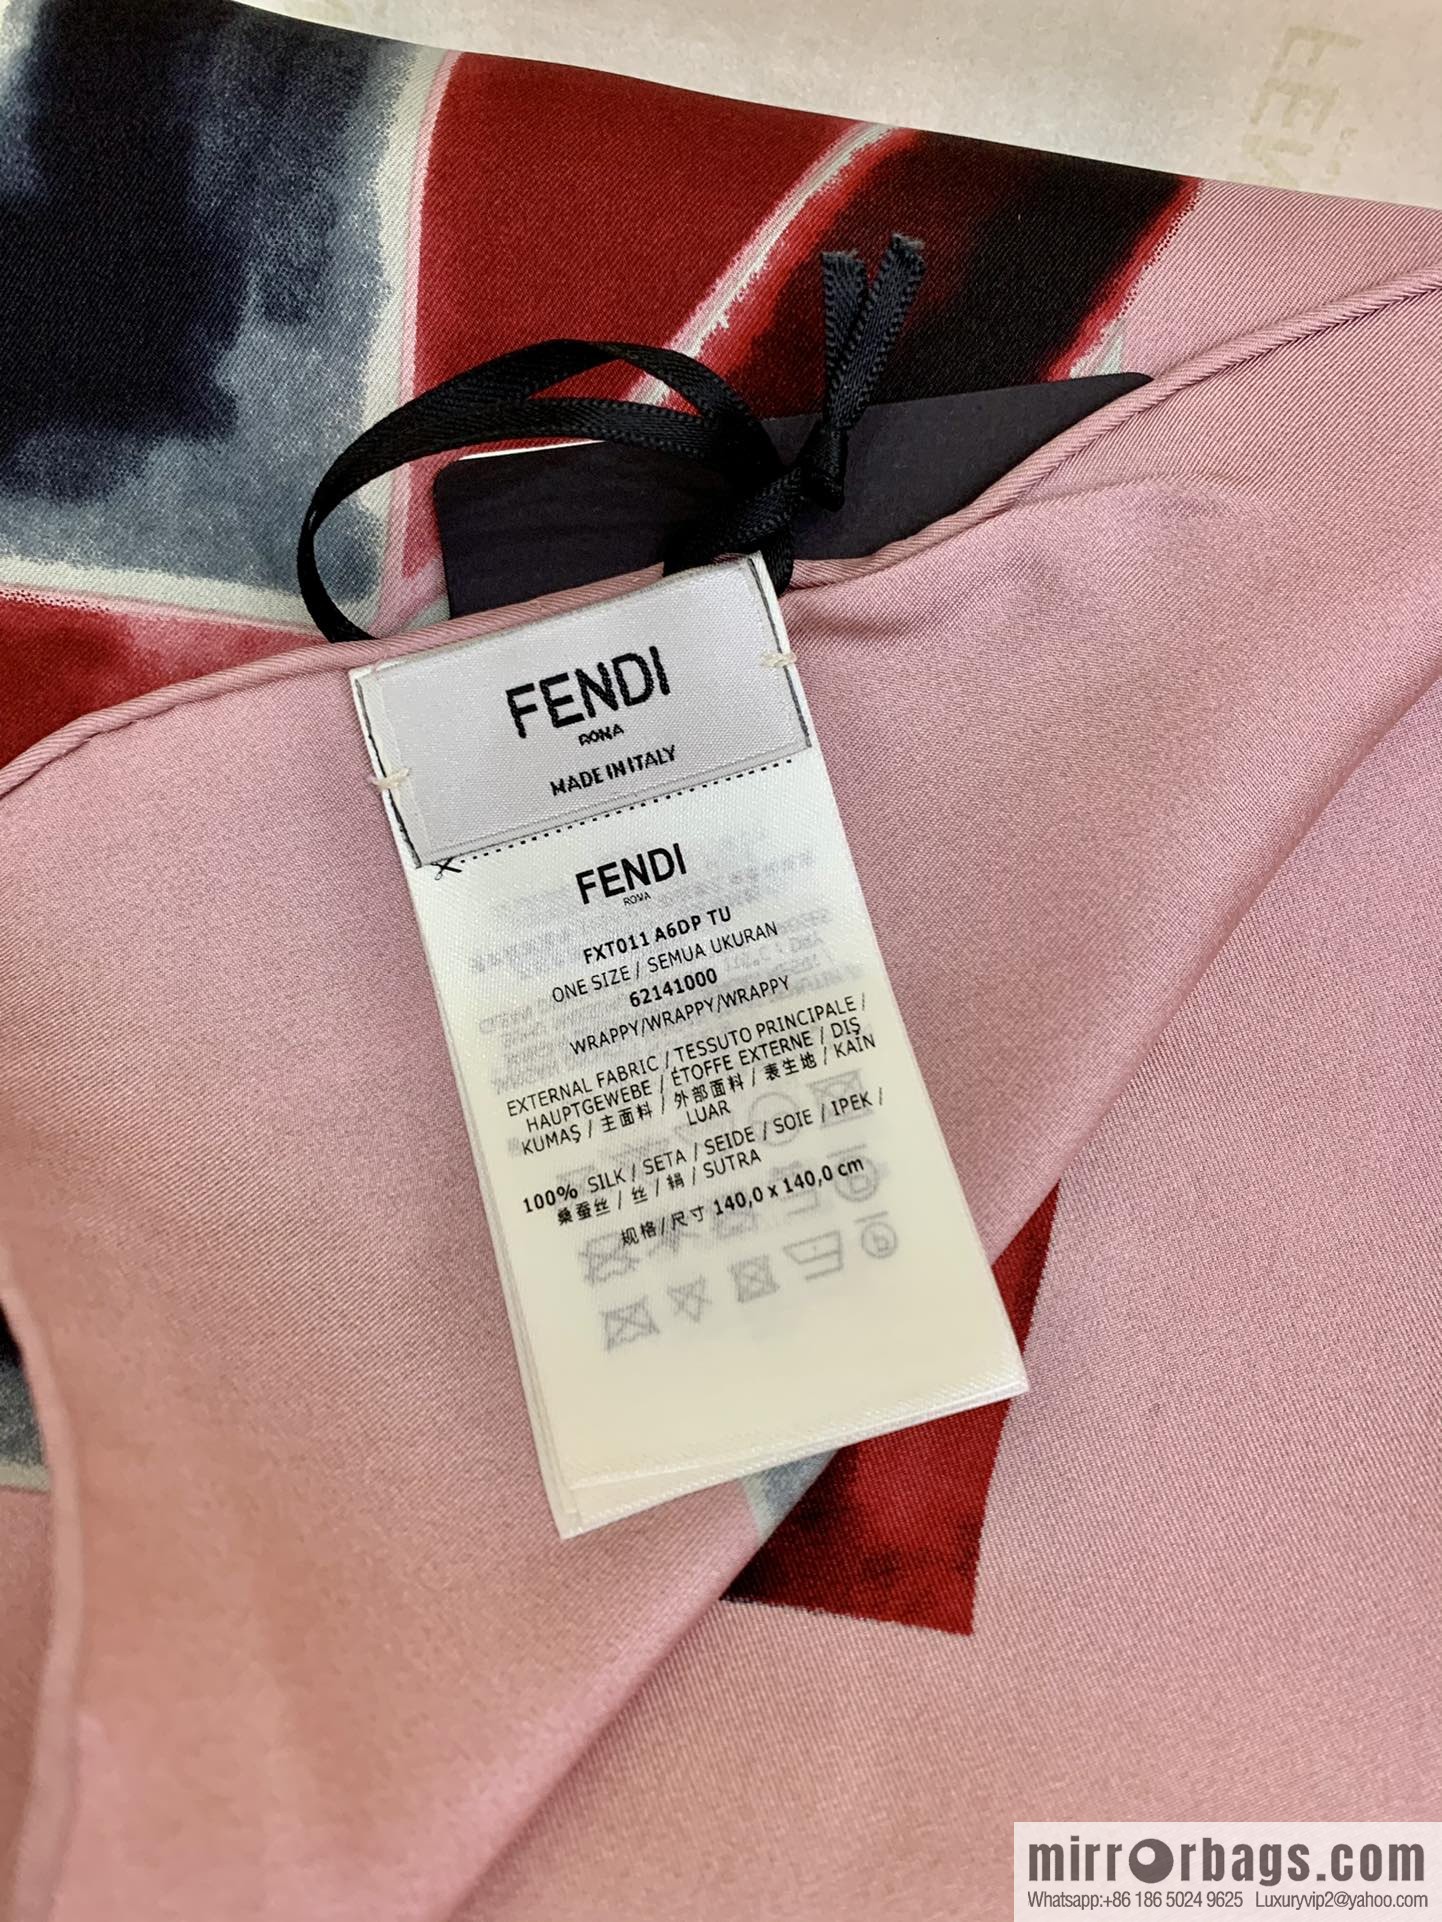 FENDI
ROMA
MADE IN ITALY
FENDI
ROMA
FXT011 A6DP TU
ONE SIZE / SEMUA UKURAN
62141000
WRAPPY/WRAPPY/WRAPPY
EXTERNAL FABRIC / TESSUTO PRINCIPALE /
HAUPTGEWEBE / ÉTOFFE EXTERNE / DIŞ
KUMAŞ / 主面料 / 外部面料 / 表生地 / KAIN
LUAR
100% SILK / SETA / SEIDE / SOIE / IPEK /
桑蚕丝 / 丝 / 絹 / SUTRA
规格/尺寸 140,0 x 140,0 cm
mirrorbags.com
Whatsapp:+86 186 5024 9625 Luxuryvip2@yahoo.com